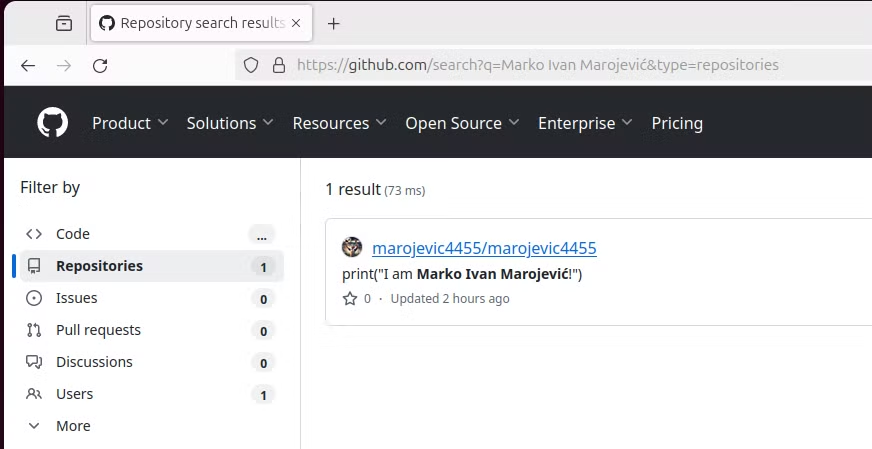 Repository search results
https://github.com/search?q=Marko Ivan Marojević&type=repositories
Product Solutions Resources Open Source Enterprise Pricing
Filter by
Code ...
Repositories 1
Issues 0
Pull requests 0
Discussions 0
Users 1
More
1 result (73 ms)
marojevic4455/marojevic4455
print("I am Marko Ivan Marojević!")
0 · Updated 2 hours ago